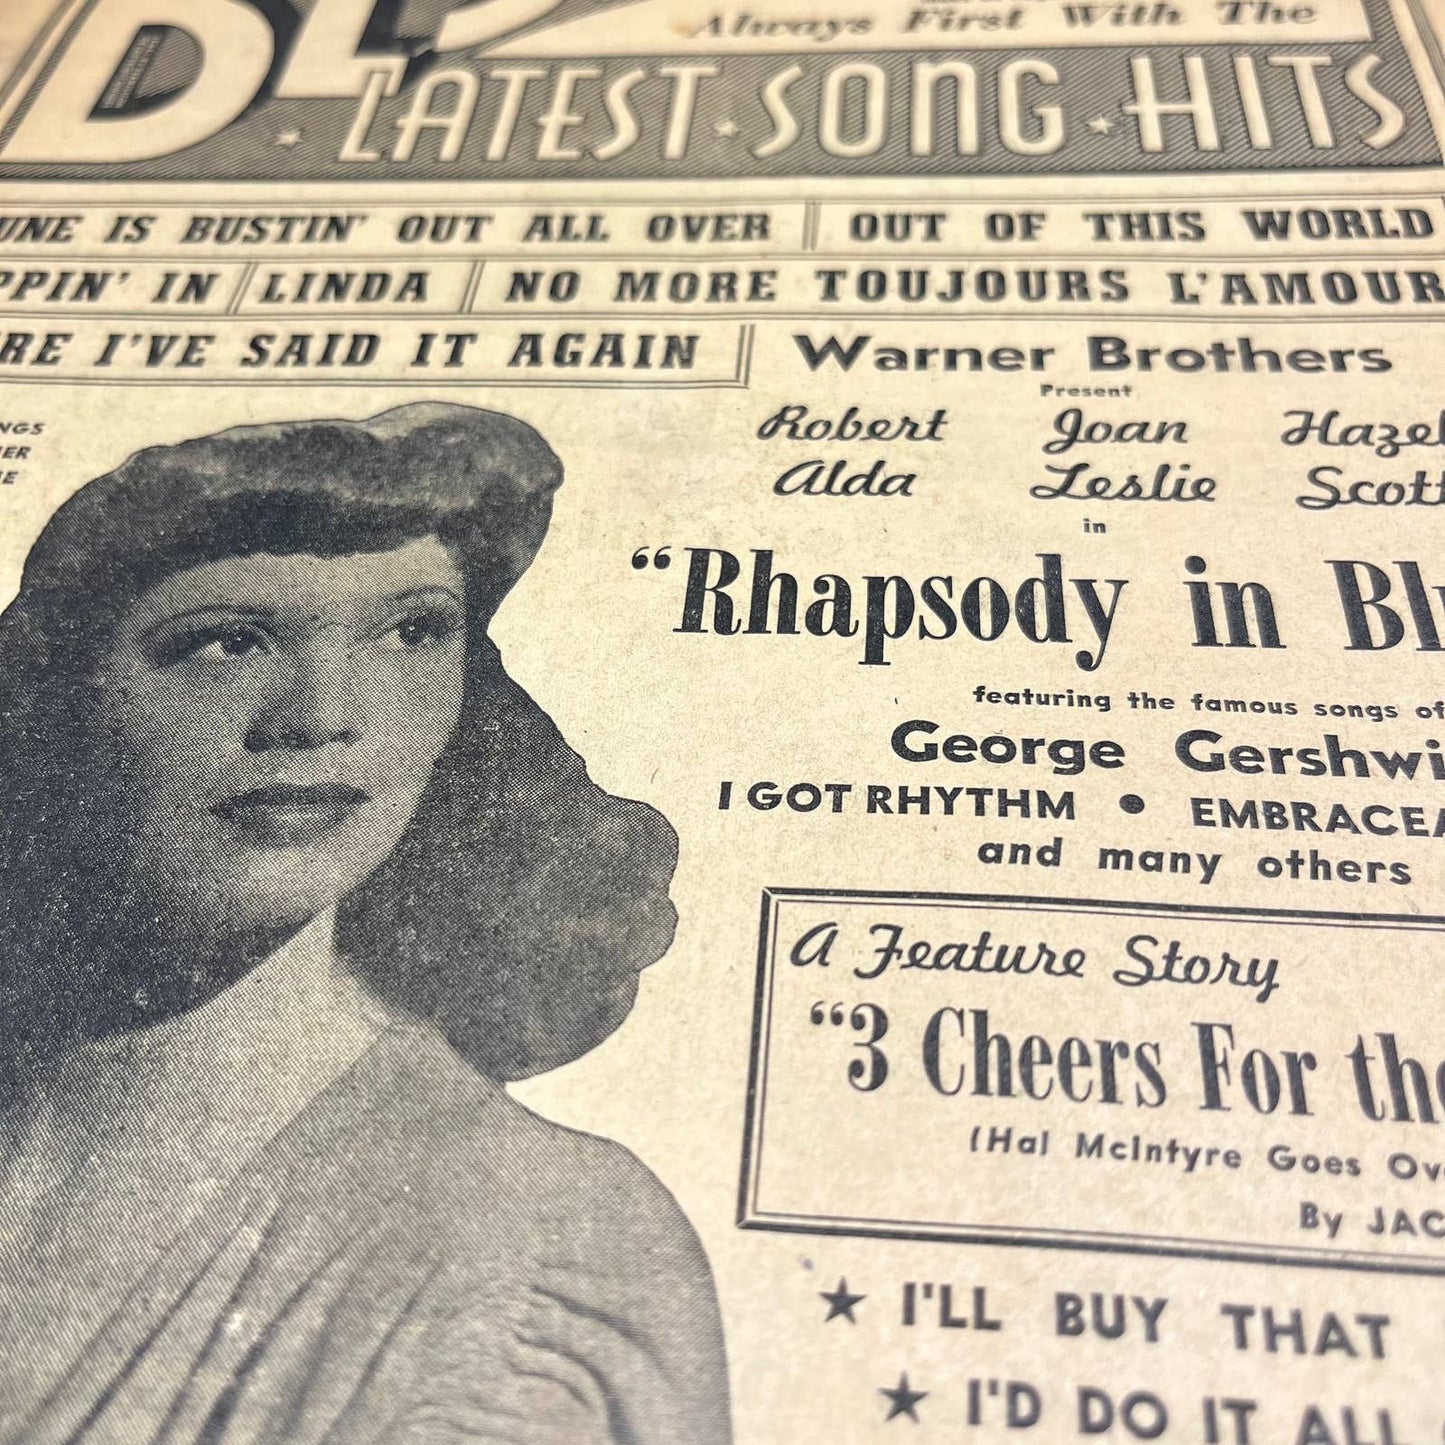 Always First With The
LATEST · SONG · HITS
UNE IS BUSTIN' OUT ALL OVER OUT OF THIS WORLD
PPIN' IN LINDA NO MORE TOUJOURS L'AMOUR
RE I'VE SAID IT AGAIN
NGS
ER
E
Warner Brothers
Present
Robert Joan Hazel
Alda Leslie Scott
in
"Rhapsody in Blu
featuring the famous songs of
George Gershwi
I GOT RHYTHM • EMBRACEA
and many others
A Feature Story
"3 Cheers For the
(Hal McIntyre Goes Ov
By JAC
★ I'LL BUY THAT
★ I'D DO IT ALL